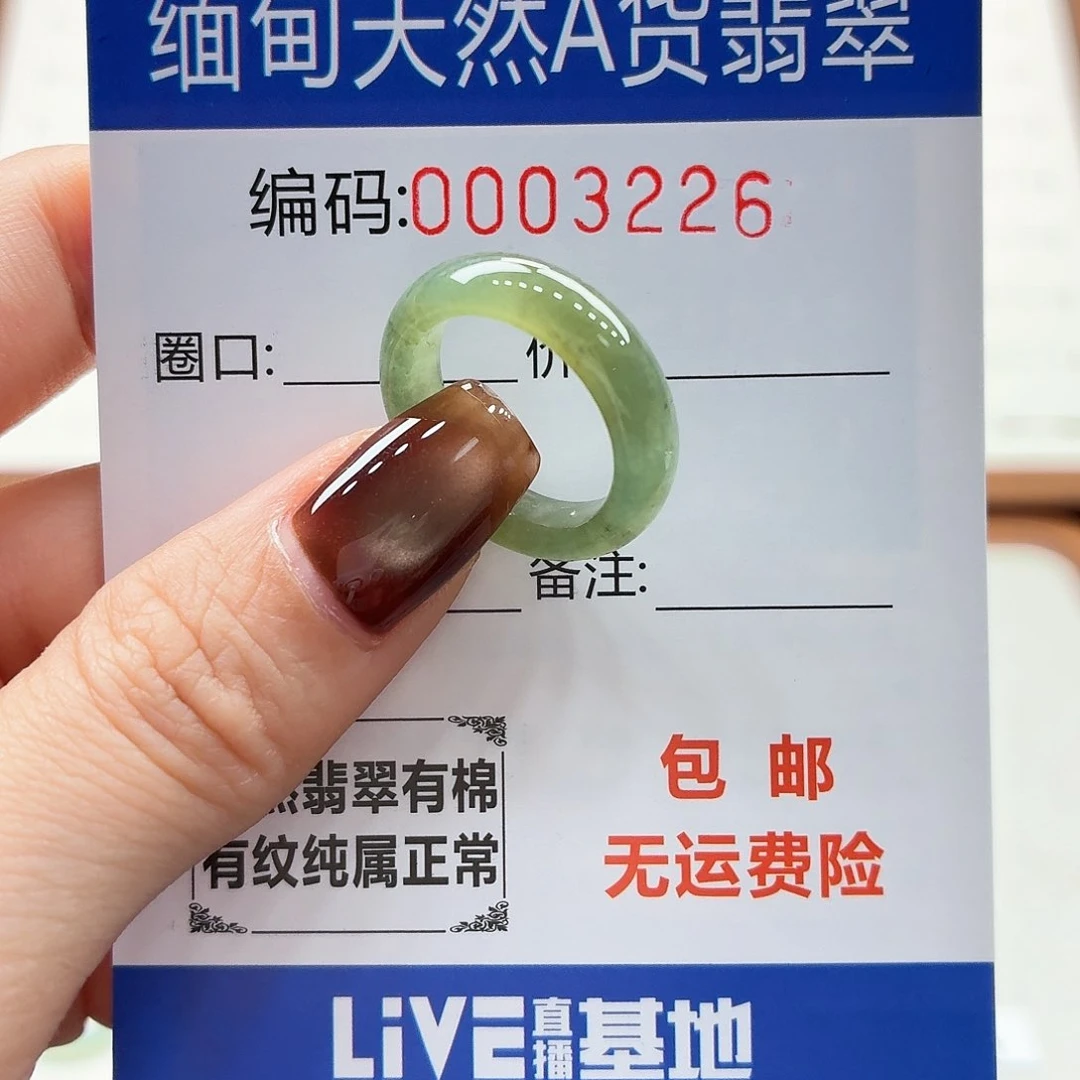 缅甸天然A货翡翠
编码:0003226
圈口:
备注:
翡翠有棉
有纹纯属正常
包 邮
无运费险
LiVE直播基地